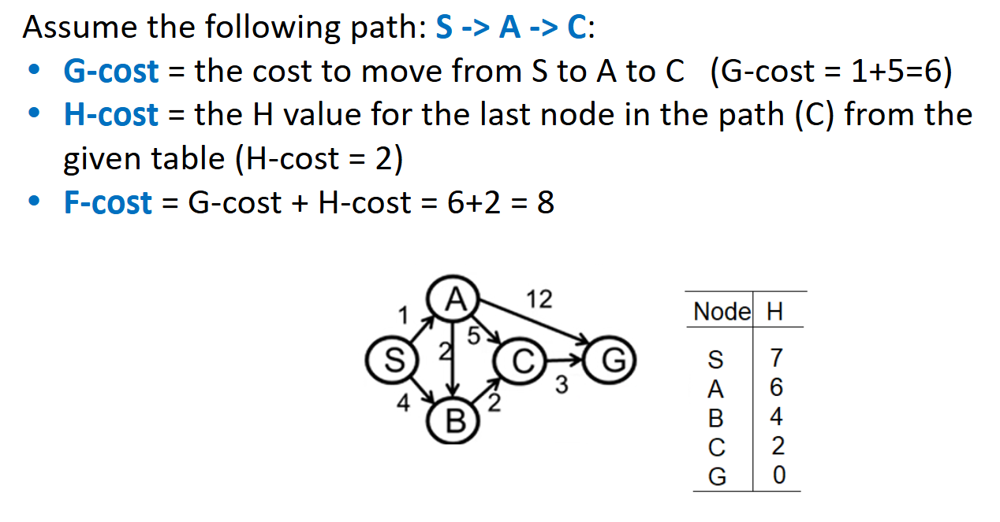 Assume the following path: S -> A -> C:
• G-cost = the cost to move from S to A to C (G-cost = 1+5=6)
• H-cost = the H value for the last node in the path (C) from the
given table (H-cost = 2)
• F-cost = G-cost + H-cost = 6+2 = 8
A
12
1
5
S
2
C
G
4
2
3
B
Node H
S 7
A 6
B 4
C 2
G 0